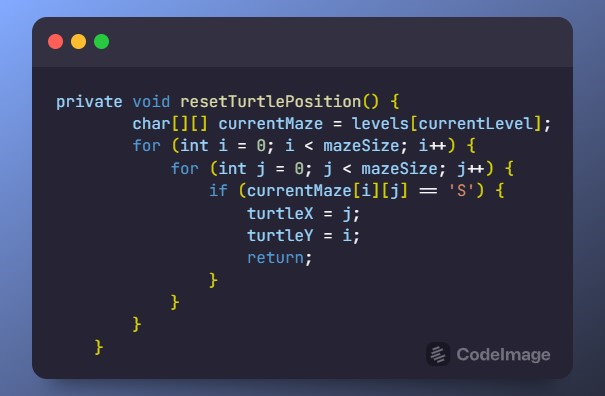 private void resetTurtlePosition() {
        char[][] currentMaze = levels[currentLevel];
        for (int i = 0; i < mazeSize; i++) {
            for (int j = 0; j < mazeSize; j++) {
                if (currentMaze[i][j] == 'S') {
                    turtleX = j;
                    turtleY = i;
                    return;
                }
            }
        }
    }
CodeImage